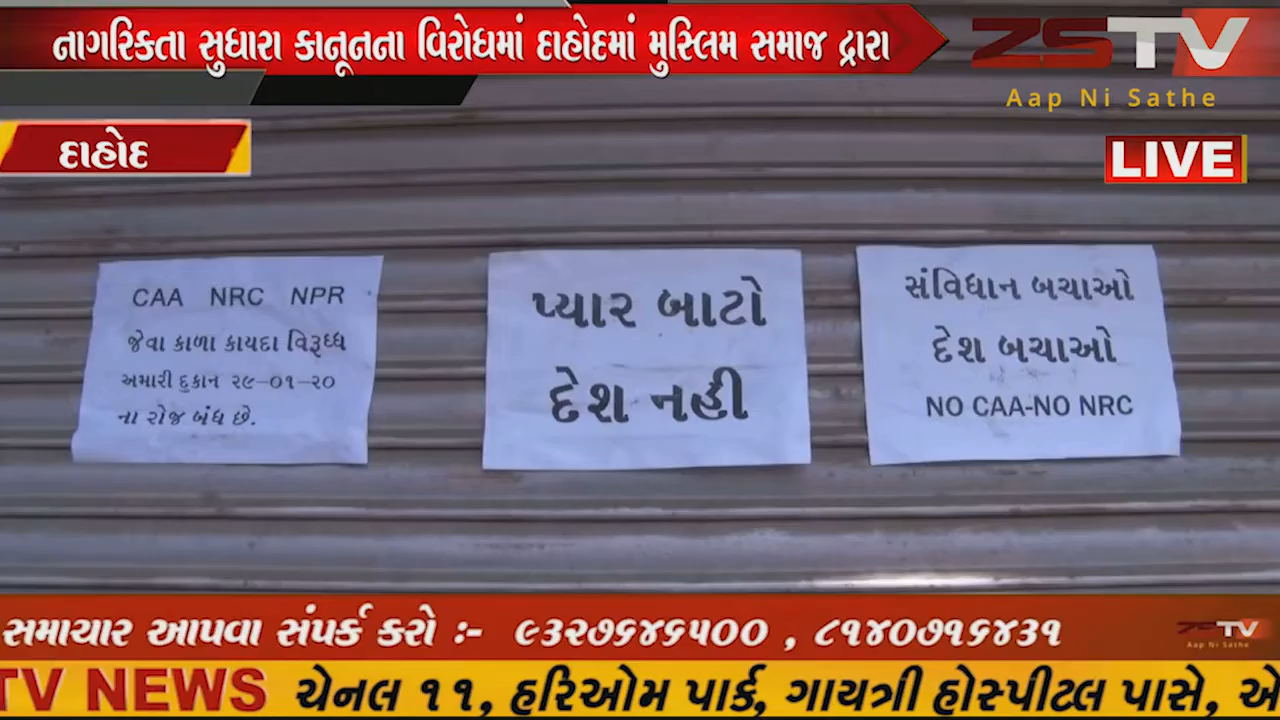 નાગરિકતા સુધારા કાનૂનના વિરોધમાં દાહોદમાં મુસ્લિમ સમાજ દ્વારા
ZSTV
Aap Ni Sathe
દાહોદ
LIVE
CAA NRC NPR
જેવા કાળા કાયદા વિરૂધ્ધ
અમારી દુકાન ૨૯-૦૧-૨૦
ના રોજ બંધ છે.
પ્યાર બાટો
દેશ નહી
સંવિધાન બચાઓ
દેશ બચાઓ
NO CAA-NO NRC
સમાચાર આપવા સંપર્ક કરો :- ૯૩૨૭૬૪૬૫૦૦ , ૮૧૪૦૭૧૬૪૩૧
ZSTV
Aap Ni Sathe
TV NEWS ચેનલ ૧૧, હરિઓમ પાર્ક, ગાયત્રી હોસ્પીટલ પાસે, એ